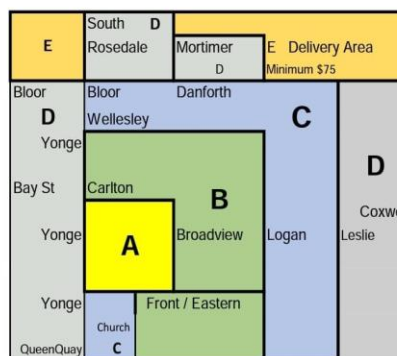 South D
E Rosedale Mortimer E Delivery Area
D Minimum $75
Bloor Bloor Danforth
D Wellesley C
Yonge
Bay St Carlton B D
Yonge A Broadview Logan Leslie
Yonge Front / Eastern
Church
QueenQuay C